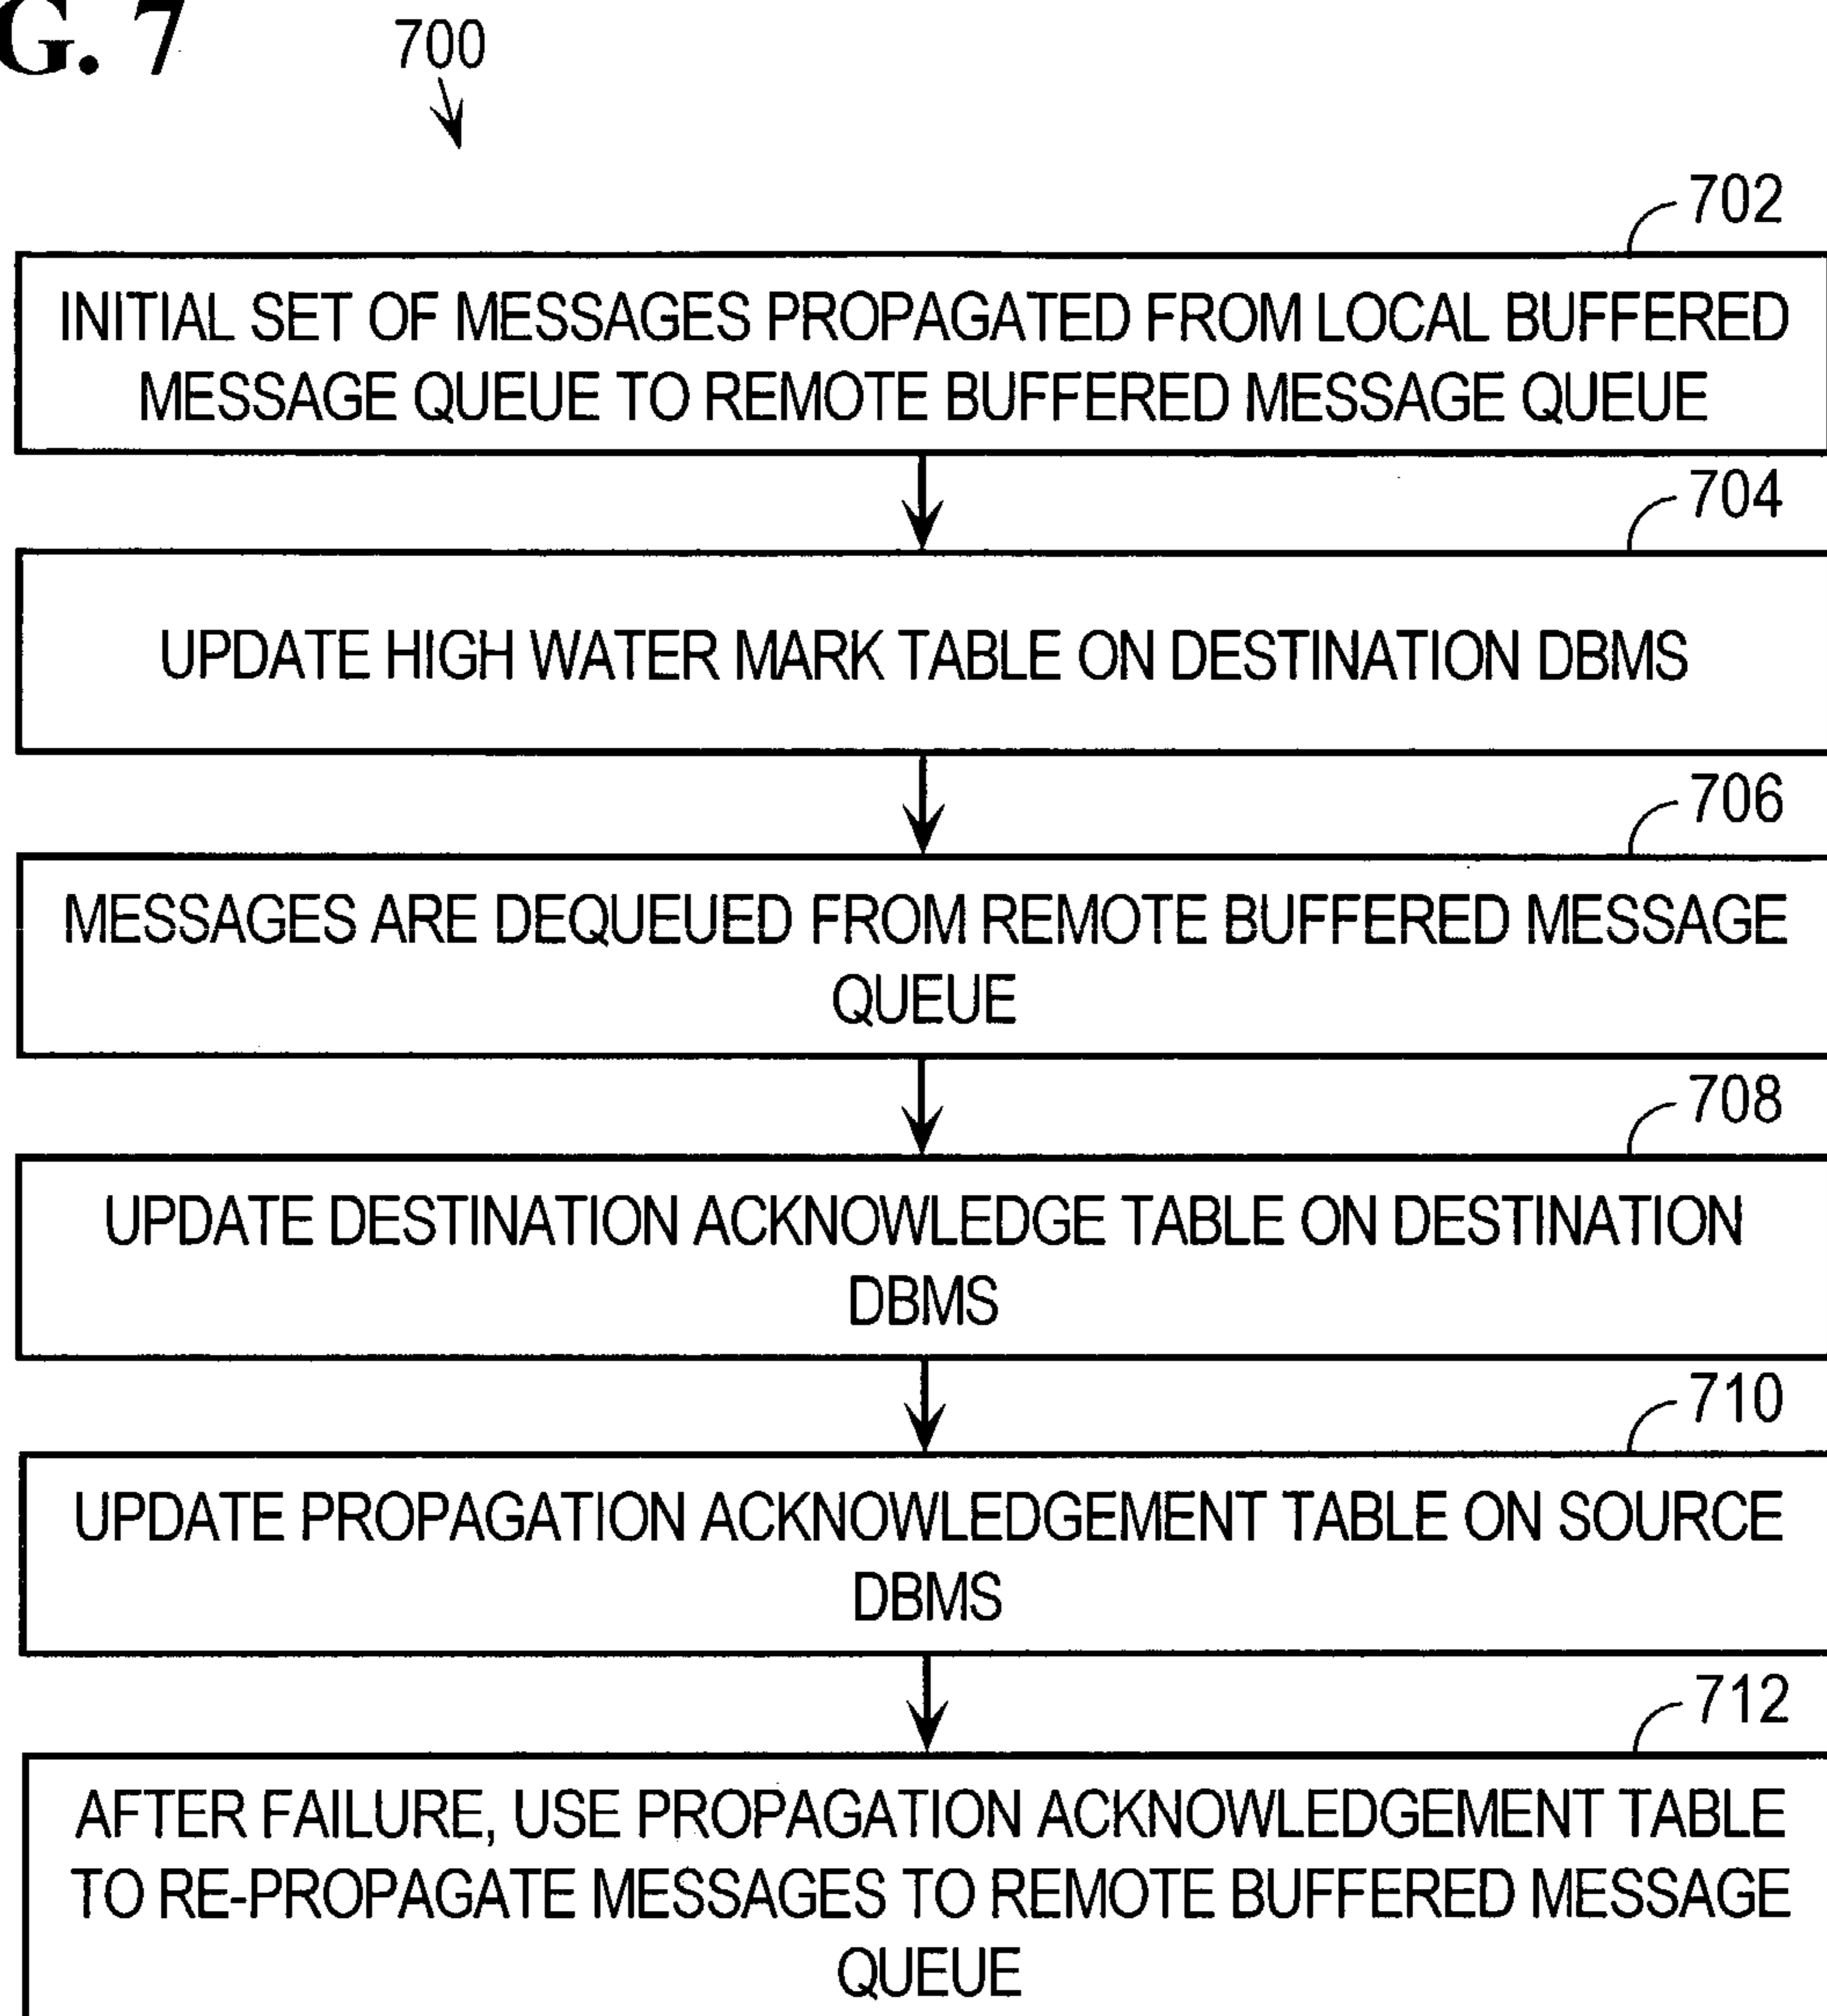 G. 7
700
702
INITIAL SET OF MESSAGES PROPAGATED FROM LOCAL BUFFERED
MESSAGE QUEUE TO REMOTE BUFFERED MESSAGE QUEUE
704
UPDATE HIGH WATER MARK TABLE ON DESTINATION DBMS
706
MESSAGES ARE DEQUEUED FROM REMOTE BUFFERED MESSAGE
QUEUE
708
UPDATE DESTINATION ACKNOWLEDGE TABLE ON DESTINATION
DBMS
710
UPDATE PROPAGATION ACKNOWLEDGEMENT TABLE ON SOURCE
DBMS
712
AFTER FAILURE, USE PROPAGATION ACKNOWLEDGEMENT TABLE
TO RE-PROPAGATE MESSAGES TO REMOTE BUFFERED MESSAGE
QUEUE